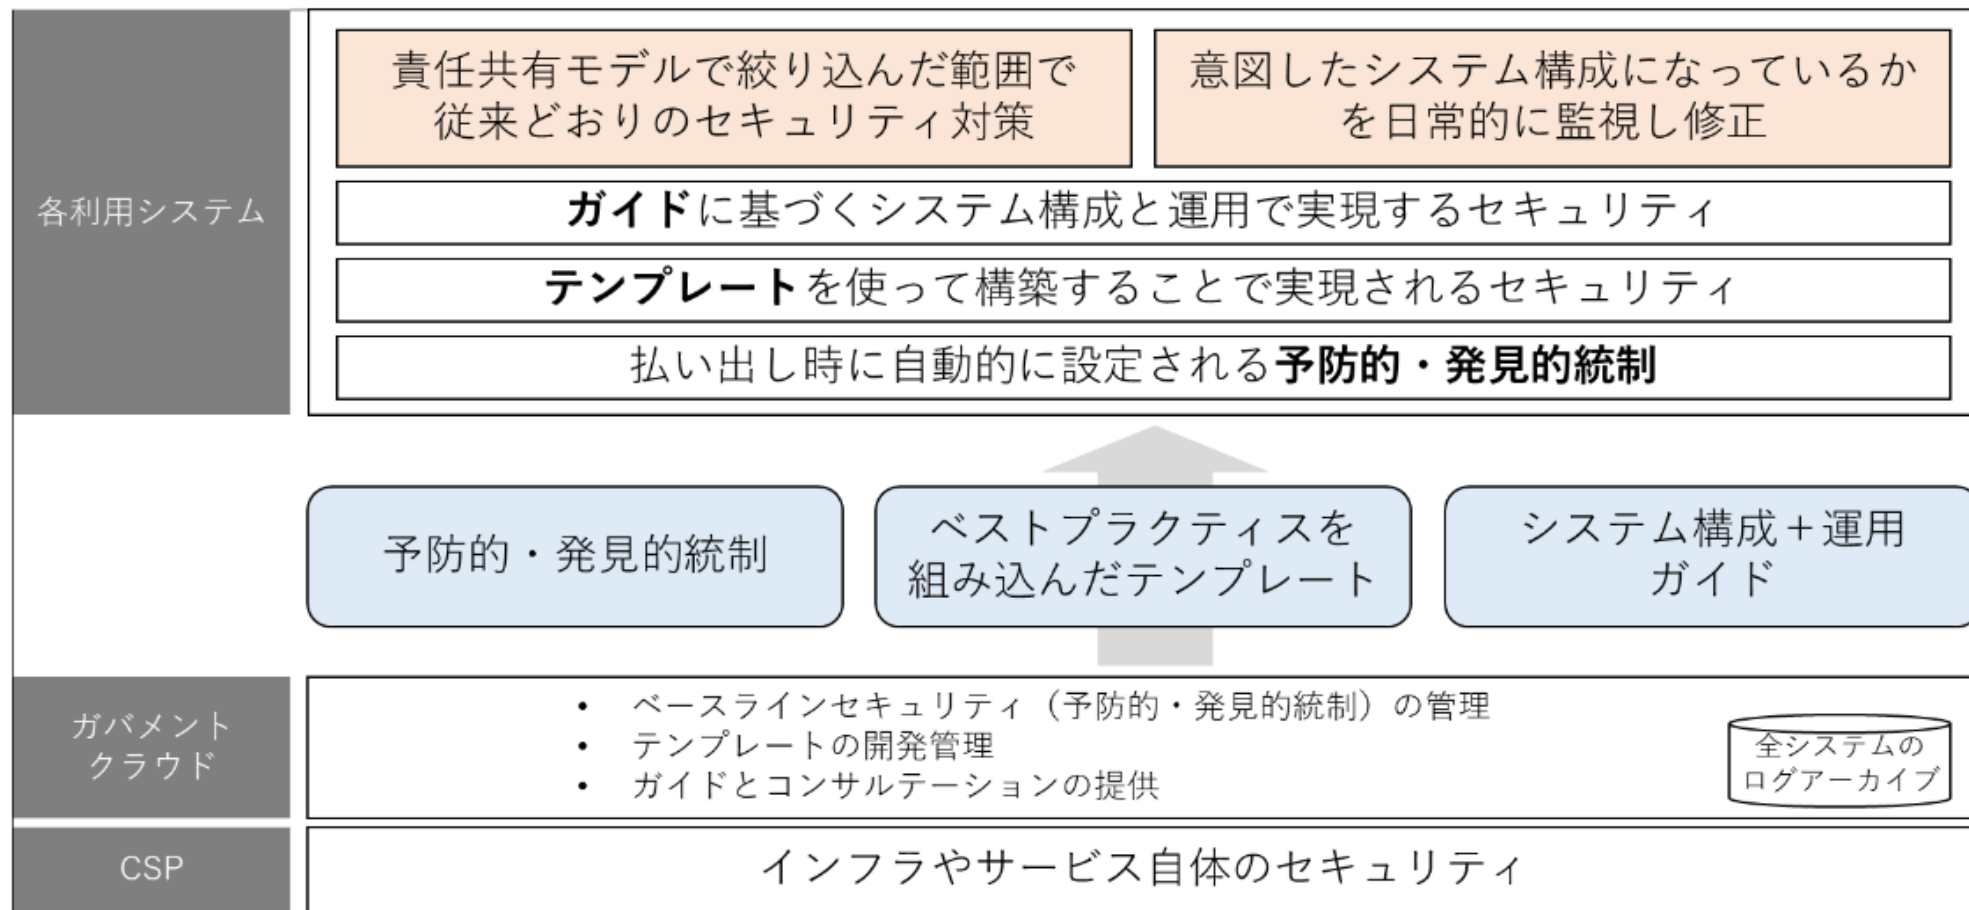 各利用システム
責任共有モデルで絞り込んだ範囲で
従来どおりのセキュリティ対策
意図したシステム構成になっているか
を日常的に監視し修正
ガイドに基づくシステム構成と運用で実現するセキュリティ
テンプレートを使って構築することで実現されるセキュリティ
払い出し時に自動的に設定される予防的・発見的統制
予防的・発見的統制
ベストプラクティスを
組み込んだテンプレート
システム構成＋運用
ガイド
ガバメント
クラウド
• ベースラインセキュリティ（予防的・発見的統制）の管理
• テンプレートの開発管理
• ガイドとコンサルテーションの提供
全システムの
ログアーカイブ
CSP
インフラやサービス自体のセキュリティ